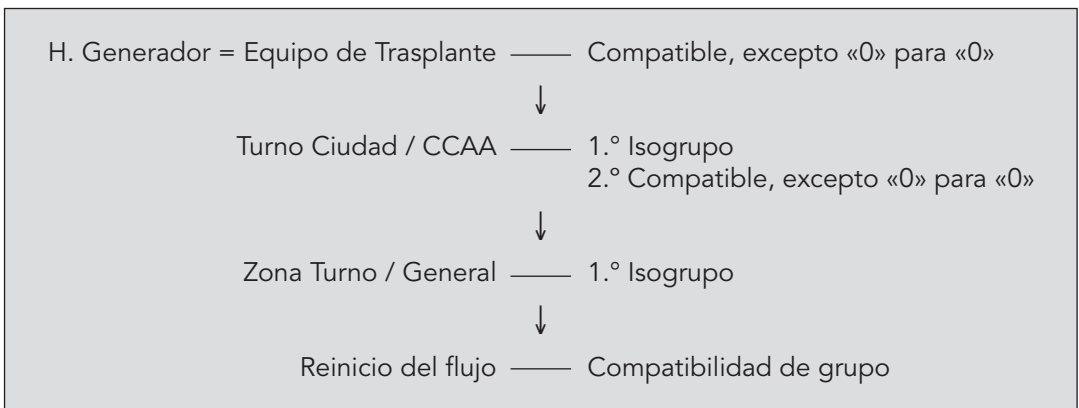 H. Generador = Equipo de Trasplante —— Compatible, excepto «0» para «0»
Turno Ciudad / CCAA —— 1.º Isogrupo
2.º Compatible, excepto «0» para «0»
Zona Turno / General —— 1.º Isogrupo
Reinicio del flujo —— Compatibilidad de grupo